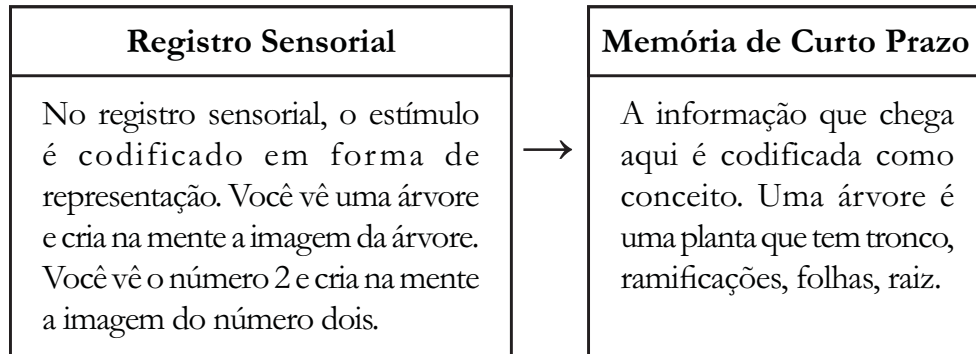 Registro Sensorial
No registro sensorial, o estímulo
é codificado em forma de
representação. Você vê uma árvore
e cria na mente a imagem da árvore.
Você vê o número 2 e cria na mente
a imagem do número dois.
→
Memória de Curto Prazo
A informação que chega
aqui é codificada como
conceito. Uma árvore é
uma planta que tem tronco,
ramificações, folhas, raiz.